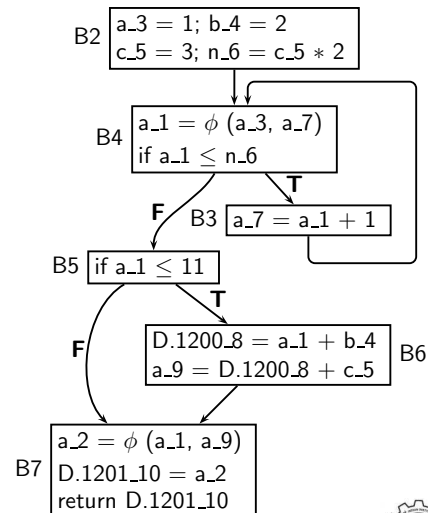 B2
a_3 = 1; b_4 = 2
c_5 = 3; n_6 = c_5 * 2
B4
a_1 = ϕ (a_3, a_7)
if a_1 ≤ n_6
F
T
B3
a_7 = a_1 + 1
B5
if a_1 ≤ 11
F
T
D.1200_8 = a_1 + b_4
a_9 = D.1200_8 + c_5
B6
a_2 = ϕ (a_1, a_9)
B7
D.1201_10 = a_2
return D.1201_10